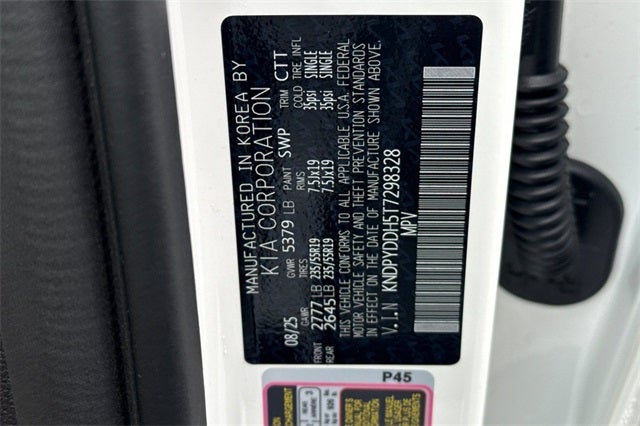 MANUFACTURED IN KOREA BY
KIA CORPORATION
08/25 GVWR 5379 LB PAINT SWP TRIM CTT
GAWR TIRES RIMS COLD TIRE INFL
FRONT 2777 LB 235/55R19 7.5Jx19 35psi SINGLE
REAR 2645 LB 235/55R19 7.5Jx19 35psi SINGLE
THIS VEHICLE CONFORMS TO ALL APPLICABLE U.S.A. FEDERAL
MOTOR VEHICLE SAFETY AND THEFT PREVENTION STANDARDS
IN EFFECT ON THE DATE OF MANUFACTURE SHOWN ABOVE.
V.I.N KNDPYDDH5T7298328
MPV
P45